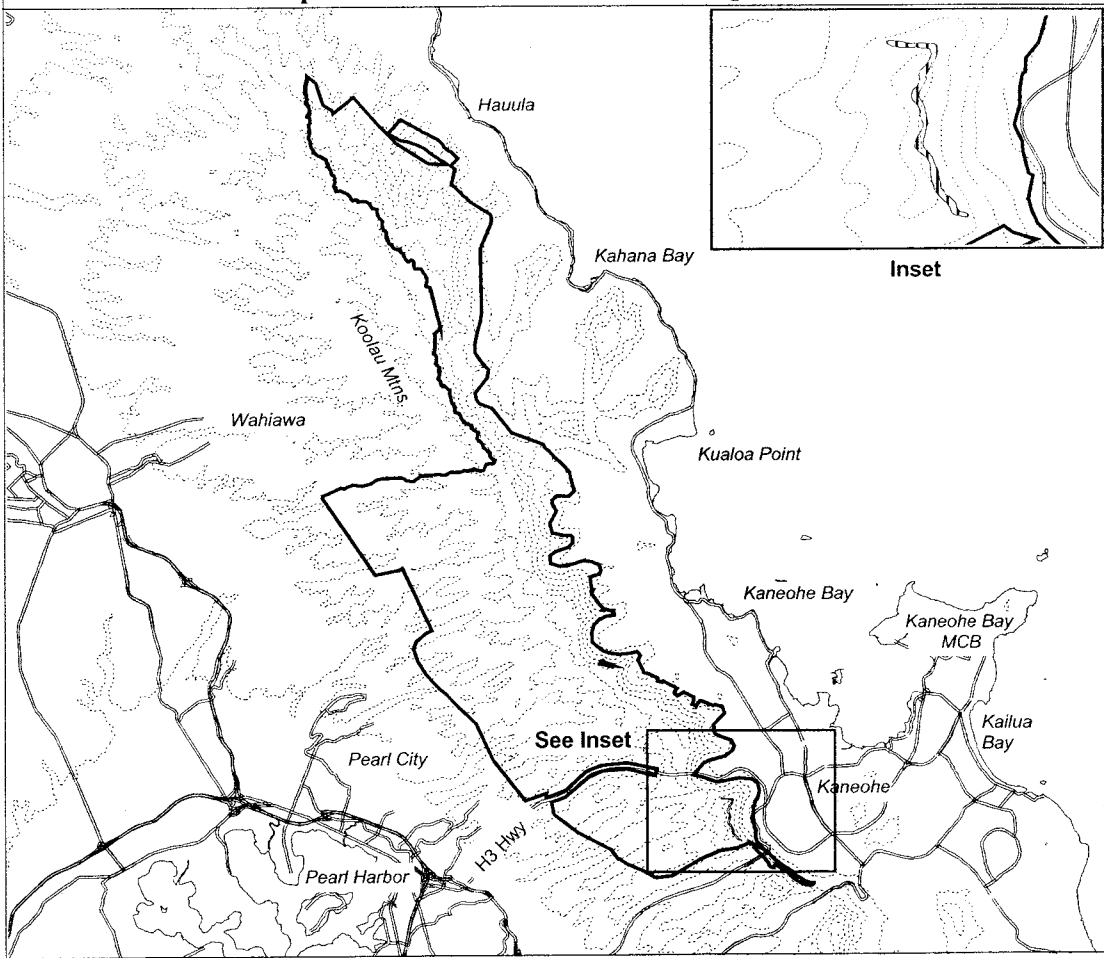 Hauula
Inset
Kahana Bay
Koolau Mtns.
Wahiawa
Kualoa Point
Kaneohe Bay
Kaneohe Bay
MCB
Kailua
Bay
See Inset
Pearl City
Kaneohe
H3 Hwy
Pearl Harbor